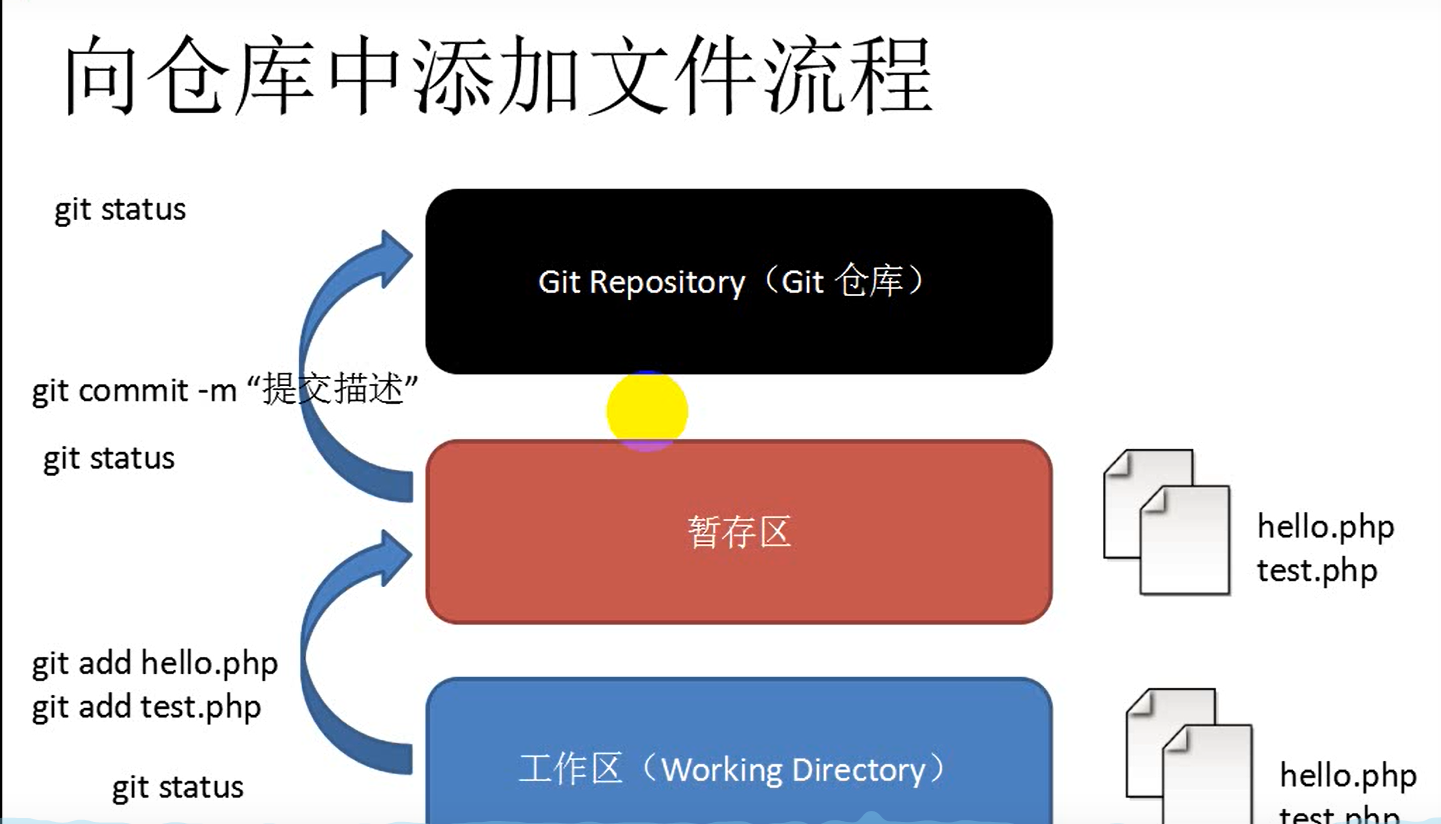 向仓库中添加文件流程
git status
Git Repository（Git 仓库）
git commit -m “提交描述”
git status
暂存区
hello.php
test.php
git add hello.php
git add test.php
工作区（Working Directory）
git status
hello.php
test.php